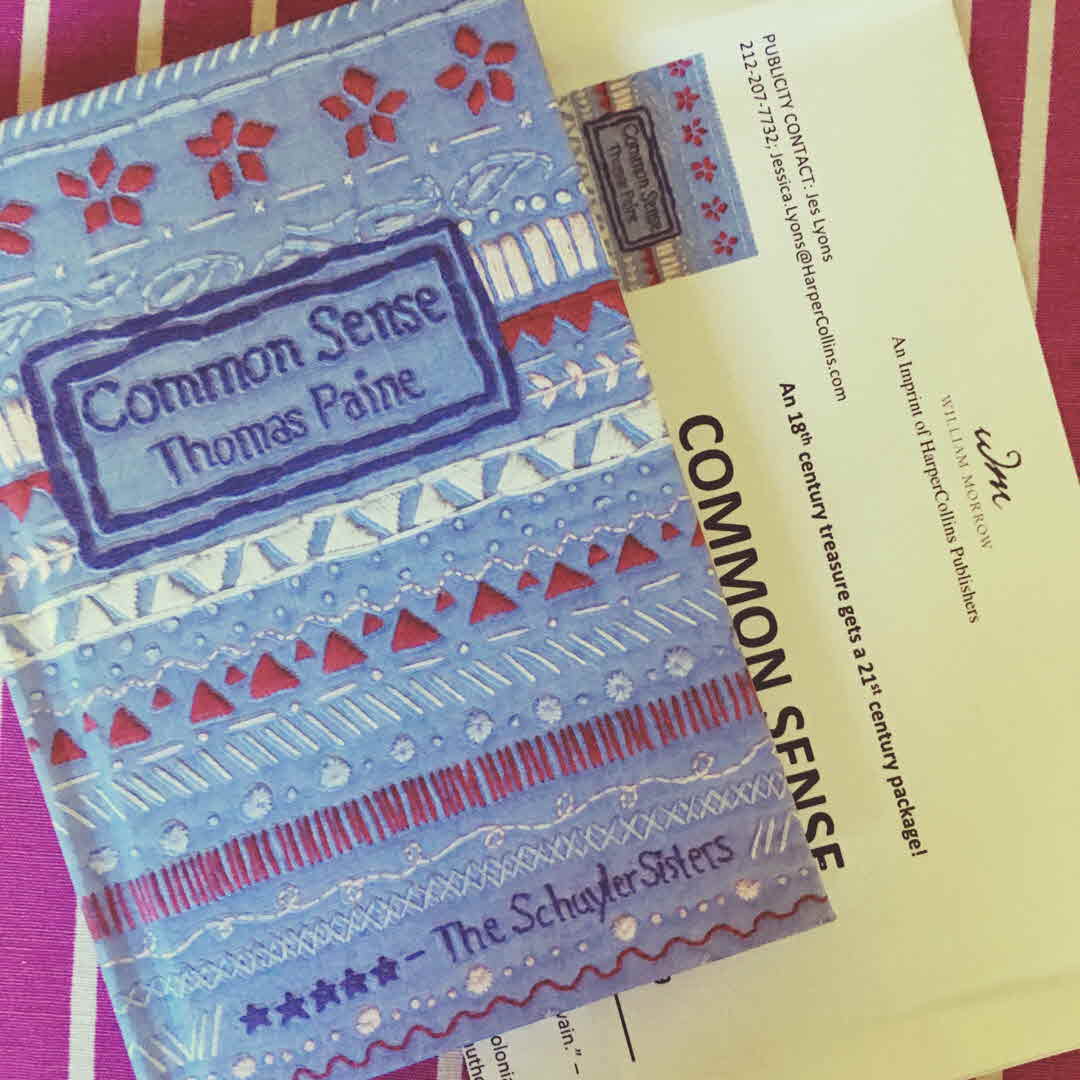 Common Sense
Thomas Paine
★★★★★ – The Schuyler Sisters
PUBLICITY CONTACT: Jes Lyons
212-207-7732; Jessica.Lyons@HarperCollins.com
Common Sense
Thomas Paine
wm
WILLIAM MORROW
An Imprint of HarperCollins Publishers
An 18th century treasure gets a 21st century package!
COMMON SENSE
vain.” –